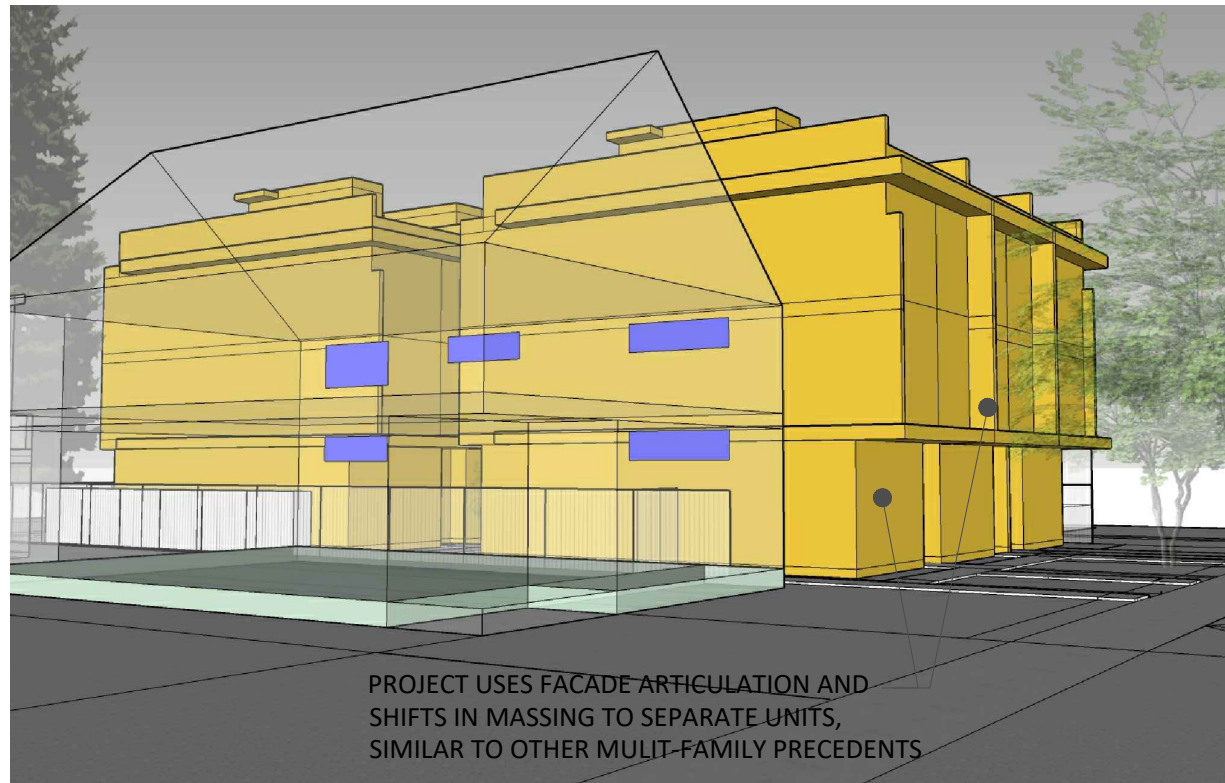 PROJECT USES FACADE ARTICULATION AND
SHIFTS IN MASSING TO SEPARATE UNITS,
SIMILAR TO OTHER MULIT-FAMILY PRECEDENTS